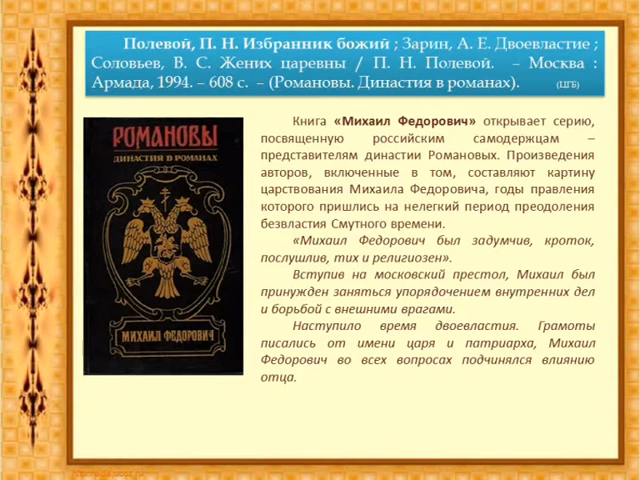 Полевой, П. Н. Избранник божий ; Зарин, А. Е. Двоевластие ;
Соловьев, В. С. Жених царевны / П. Н. Полевой. – Москва :
Армада, 1994. – 608 с. – (Романовы. Династия в романах). (ЦГБ)
РОМАНОВЫ
ДИНАСТИЯ В РОМАНАХ
МИХАИЛ ФЕДОРОВИЧ
Книга «Михаил Федорович» открывает серию,
посвященную российским самодержцам –
представителям династии Романовых. Произведения
авторов, включенные в том, составляют картину
царствования Михаила Федоровича, годы правления
которого пришлись на нелегкий период преодоления
безвластия Смутного времени.
«Михаил Федорович был задумчив, кроток,
послушлив, тих и религиозен».
Вступив на московский престол, Михаил был
принужден заняться упорядочением внутренних дел
и борьбой с внешними врагами.
Наступило время двоевластия. Грамоты
писались от имени царя и патриарха, Михаил
Федорович во всех вопросах подчинялся влиянию
отца.